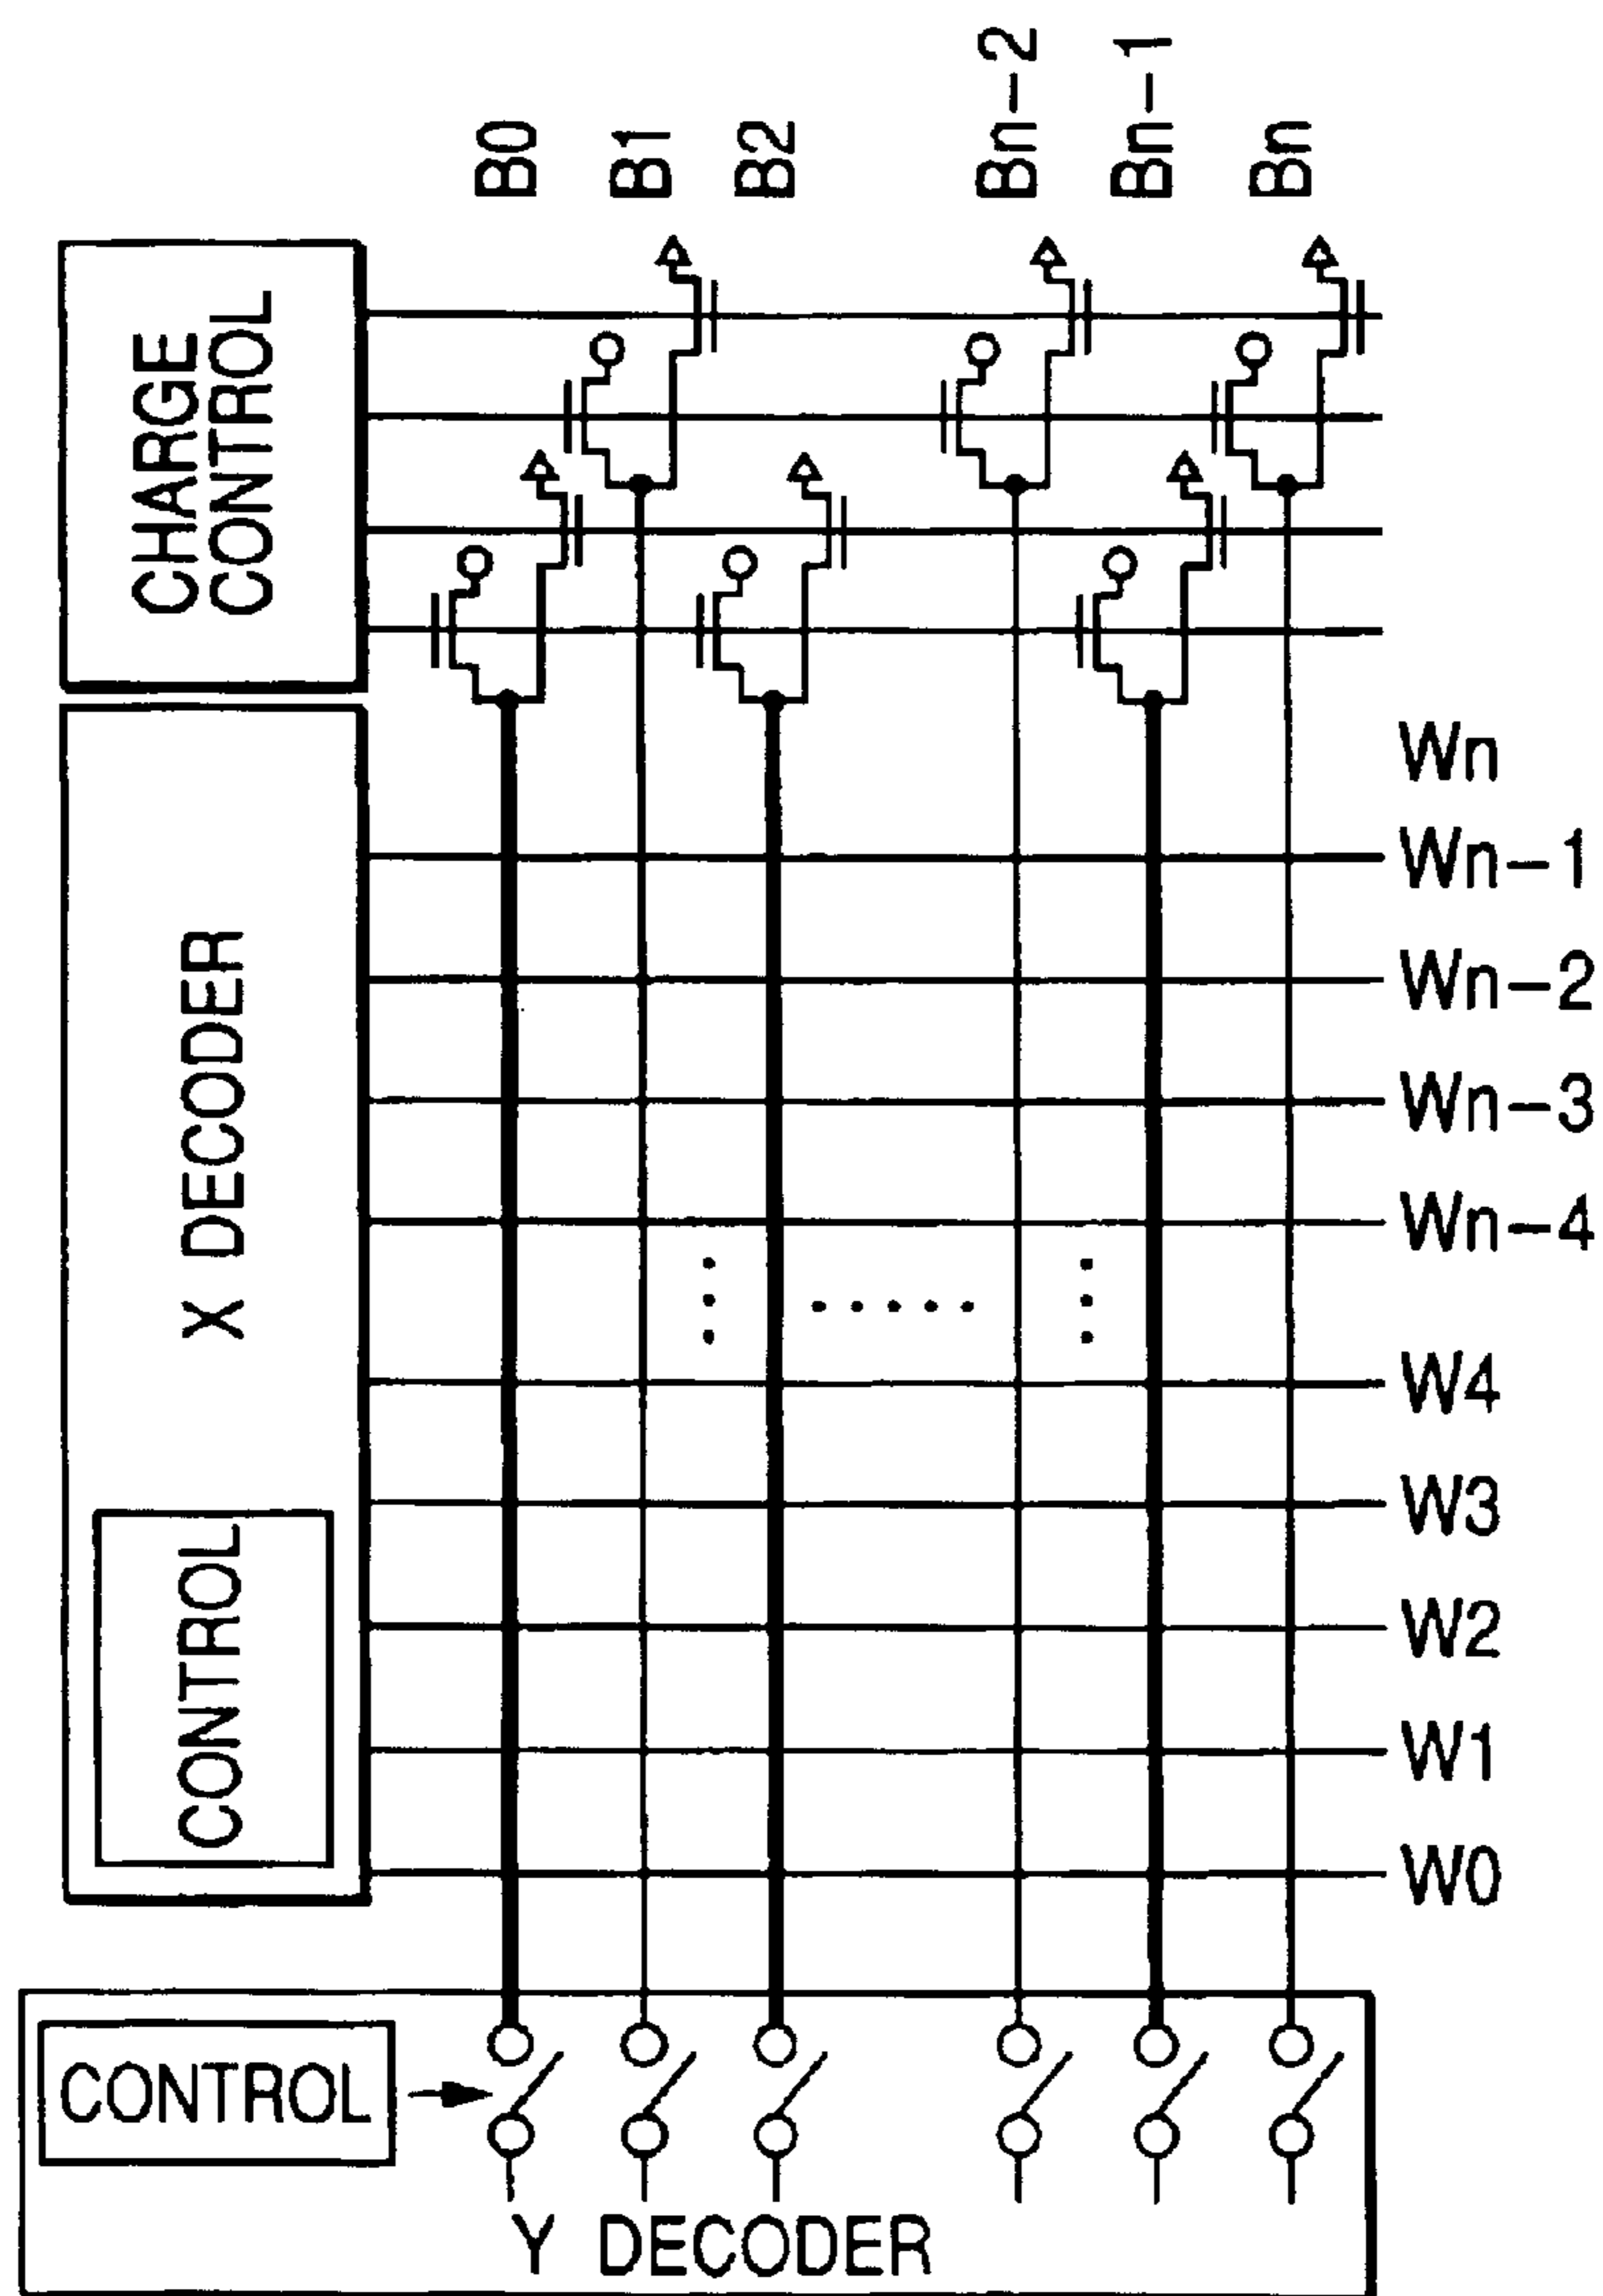 B0
B1
B2
Bn-2
Bn-1
Bn
CHARGE
CONTROL
X DECODER
CONTROL
Wn
Wn-1
Wn-2
Wn-3
Wn-4
W4
W3
W2
W1
W0
CONTROL
Y DECODER